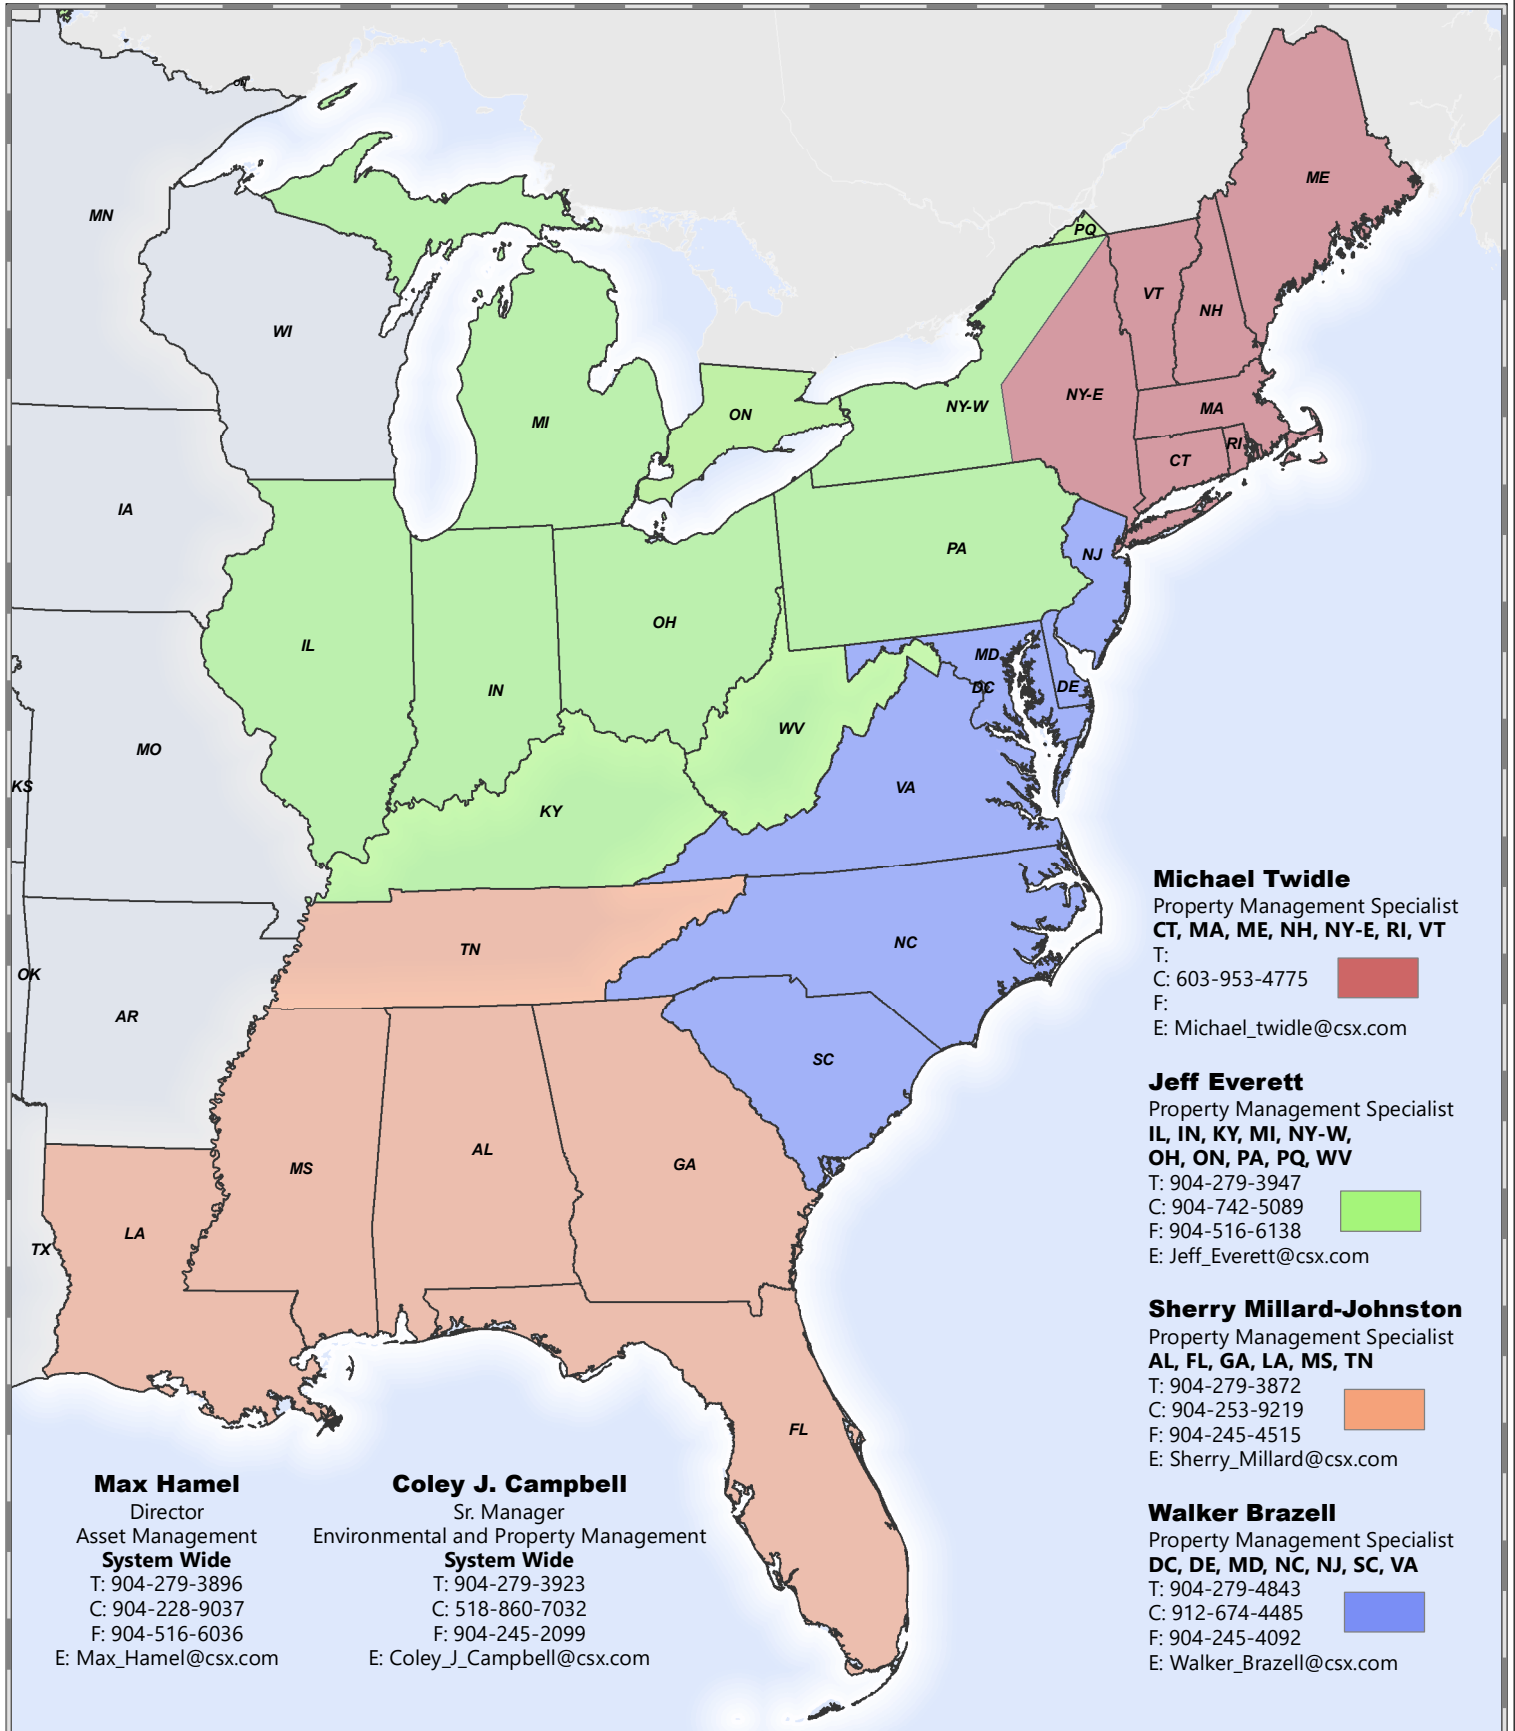 ON
ME
MN
PQ
VT
NH
WI
NY-E
NY-W
MA
ON
MI
RI
CT
IA
PA
NJ
OH
IL
MD
DC
DE
IN
WV
MO
KS
VA
KY
NC
TN
OK
AR
SC
AL
GA
MS
LA
TX
FL
Michael Twidle
Property Management Specialist
CT, MA, ME, NH, NY-E, RI, VT
T:
C: 603-953-4775
F:
E: Michael_twidle@csx.com
Jeff Everett
Property Management Specialist
IL, IN, KY, MI, NY-W,
OH, ON, PA, PQ, WV
T: 904-279-3947
C: 904-742-5089
F: 904-516-6138
E: Jeff_Everett@csx.com
Sherry Millard-Johnston
Property Management Specialist
AL, FL, GA, LA, MS, TN
T: 904-279-3872
C: 904-253-9219
F: 904-245-4515
E: Sherry_Millard@csx.com
Walker Brazell
Property Management Specialist
DC, DE, MD, NC, NJ, SC, VA
T: 904-279-4843
C: 912-674-4485
F: 904-245-4092
E: Walker_Brazell@csx.com
Max Hamel
Director
Asset Management
System Wide
T: 904-279-3896
C: 904-228-9037
F: 904-516-6036
E: Max_Hamel@csx.com
Coley J. Campbell
Sr. Manager
Environmental and Property Management
System Wide
T: 904-279-3923
C: 518-860-7032
F: 904-245-2099
E: Coley_J_Campbell@csx.com